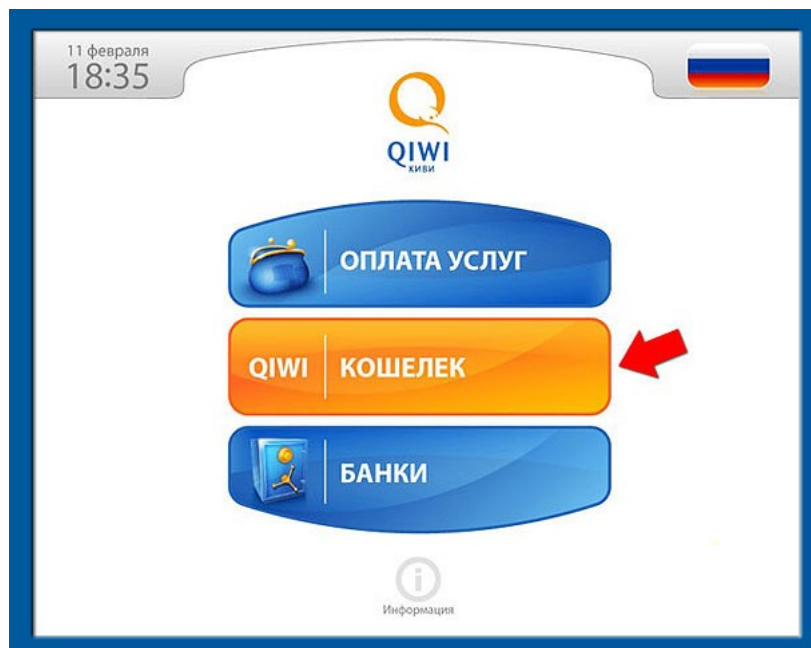 11 февраля
18:35
QIWI
КИВИ
ОПЛАТА УСЛУГ
QIWI КОШЕЛЕК
БАНКИ
Информация